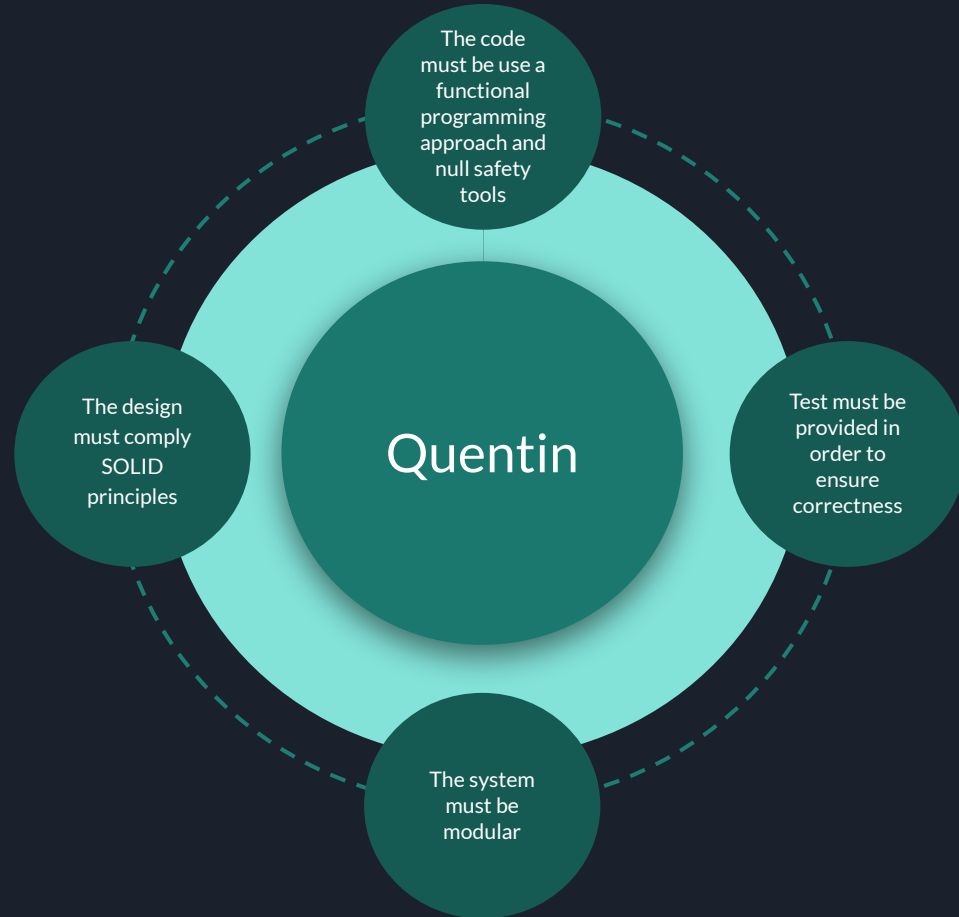 The code
must be use a
functional
programming
approach and
null safety
tools
The design
must comply
SOLID
principles
Quentin
Test must be
provided in
order to
ensure
correctness
The system
must be
modular